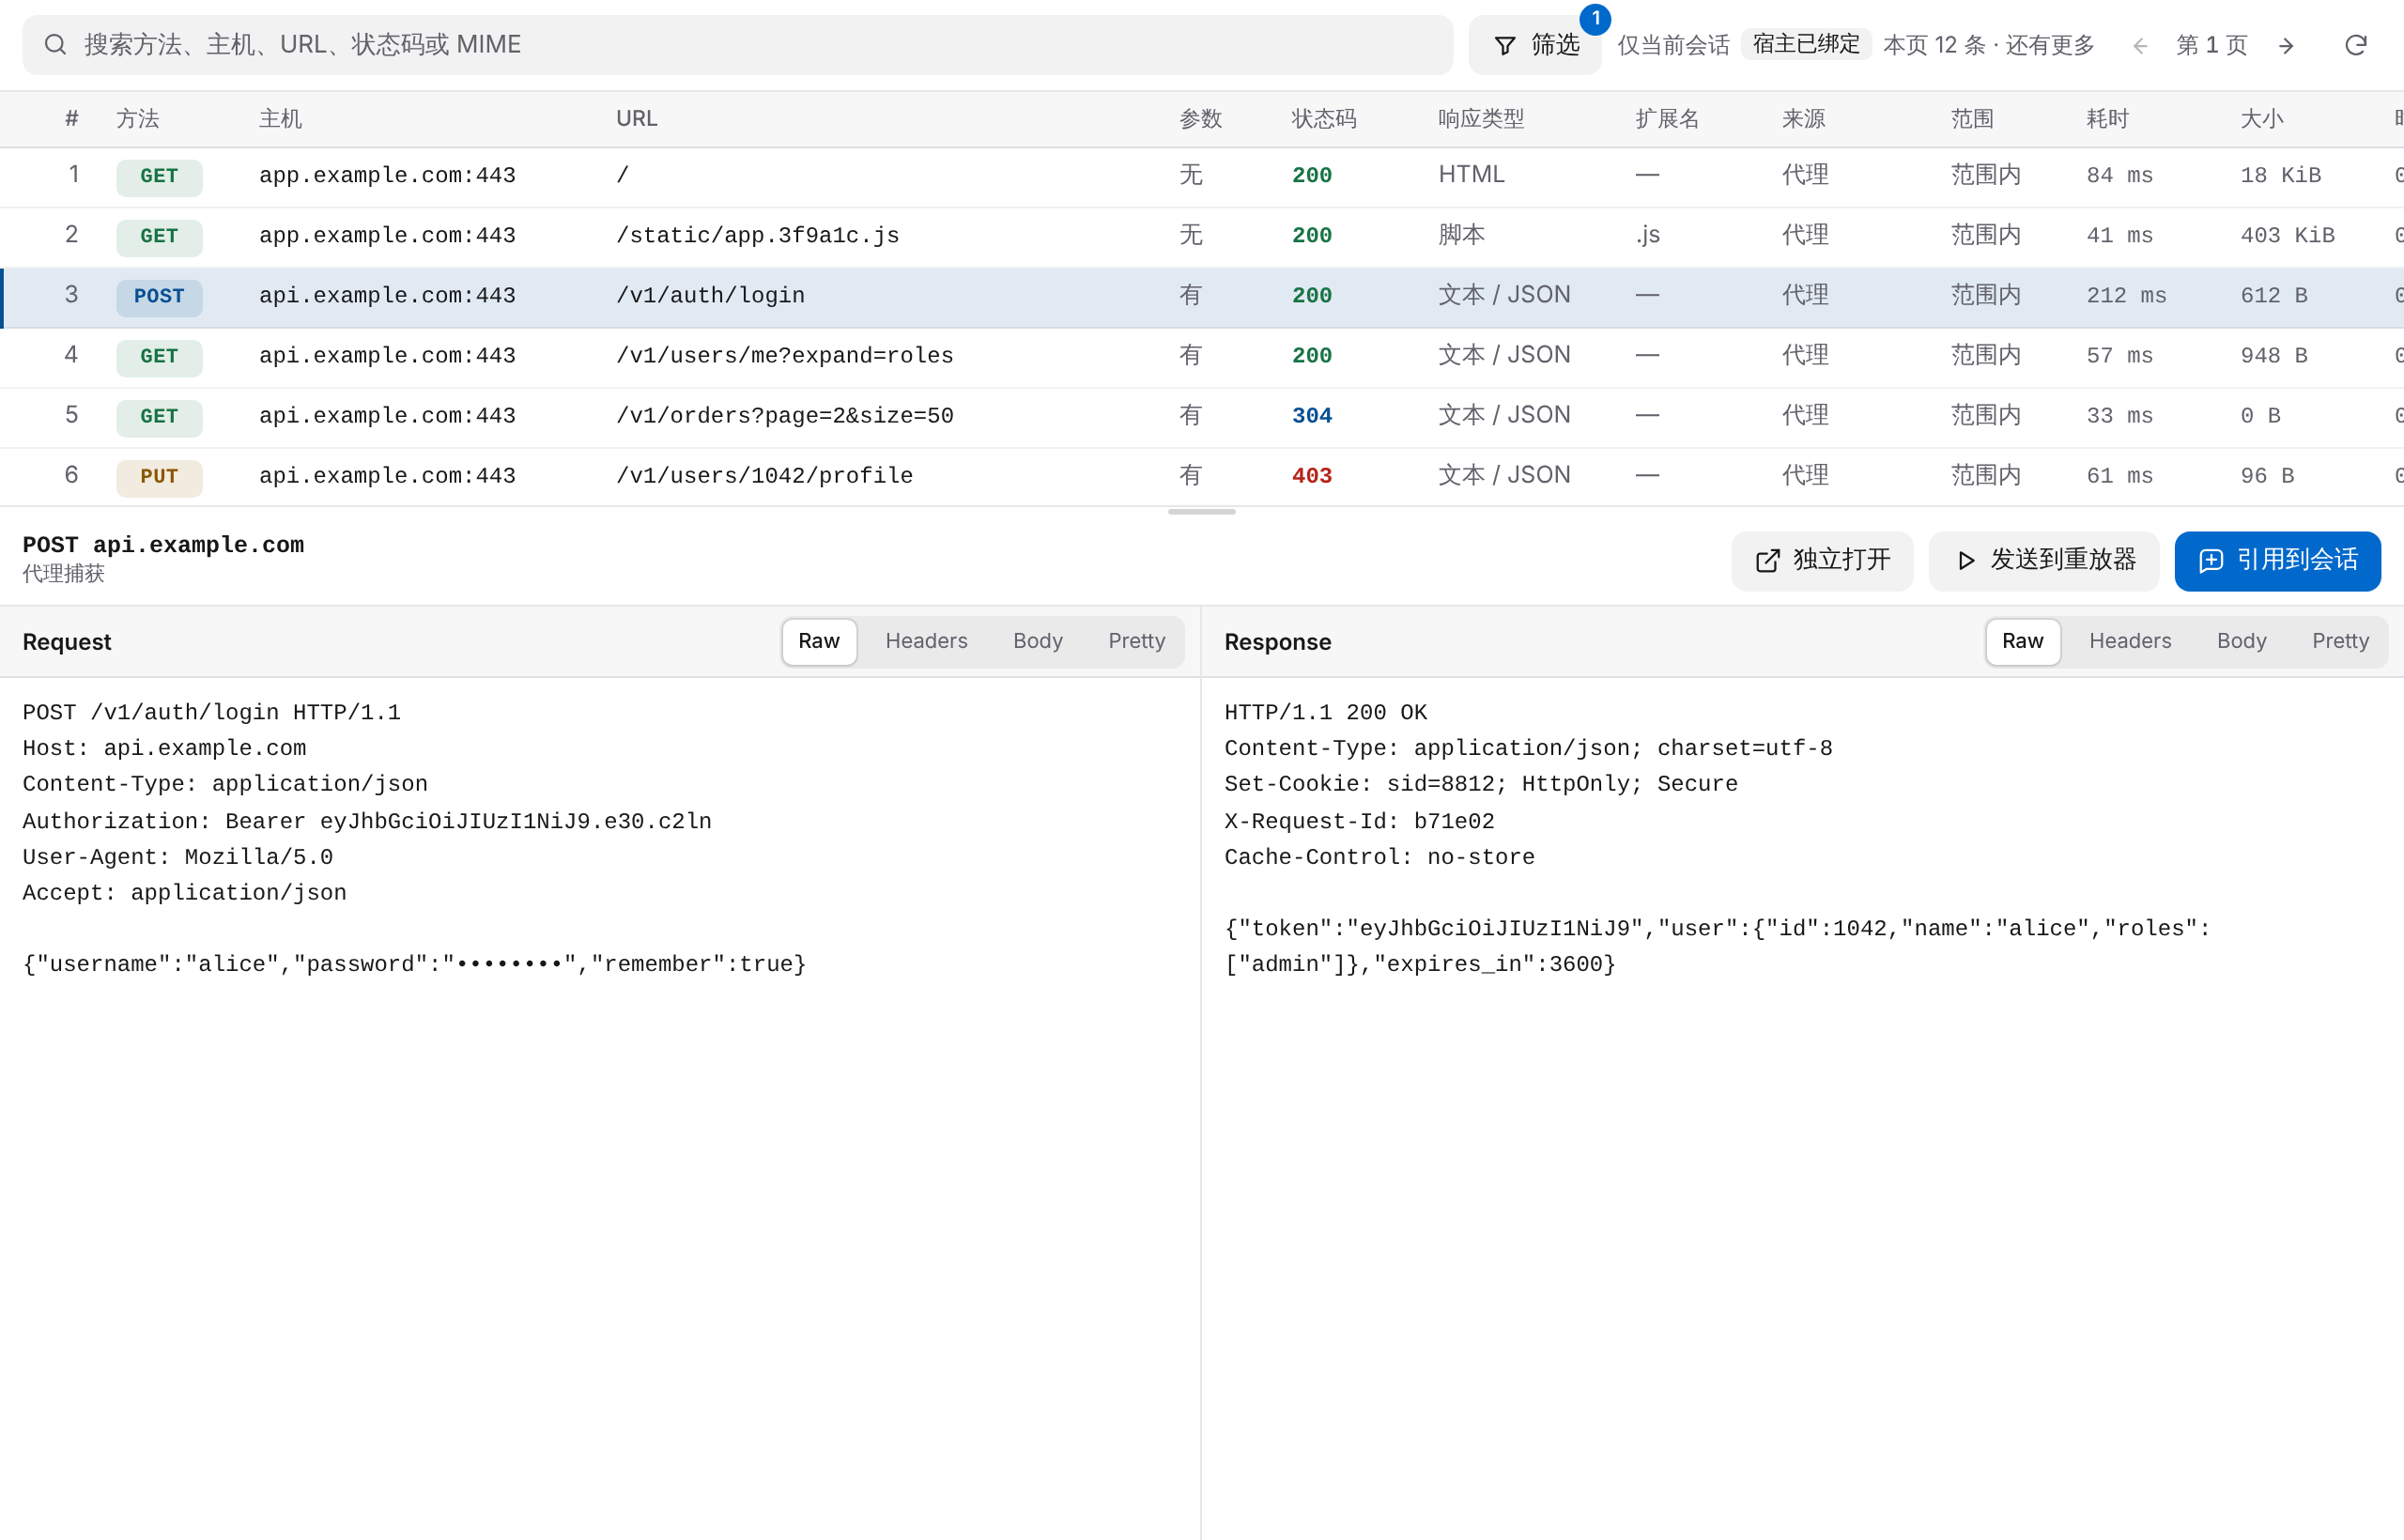 搜索方法、主机、URL、状态码或 MIME 筛选 1 仅当前会话 宿主已绑定 本页 12 条 · 还有更多 第 1 页
# 方法 主机 URL 参数 状态码 响应类型 扩展名 来源 范围 耗时 大小
1 GET app.example.com:443 / 无 200 HTML — 代理 范围内 84 ms 18 KiB
2 GET app.example.com:443 /static/app.3f9a1c.js 无 200 脚本 .js 代理 范围内 41 ms 403 KiB
3 POST api.example.com:443 /v1/auth/login 有 200 文本 / JSON — 代理 范围内 212 ms 612 B
4 GET api.example.com:443 /v1/users/me?expand=roles 有 200 文本 / JSON — 代理 范围内 57 ms 948 B
5 GET api.example.com:443 /v1/orders?page=2&size=50 有 304 文本 / JSON — 代理 范围内 33 ms 0 B
6 PUT api.example.com:443 /v1/users/1042/profile 有 403 文本 / JSON — 代理 范围内 61 ms 96 B
POST api.example.com
代理捕获
独立打开 发送到重放器 引用到会话
Request Raw Headers Body Pretty
POST /v1/auth/login HTTP/1.1
Host: api.example.com
Content-Type: application/json
Authorization: Bearer eyJhbGciOiJIUzI1NiJ9.e30.c2ln
User-Agent: Mozilla/5.0
Accept: application/json
{"username":"alice","password":"••••••••","remember":true}
Response Raw Headers Body Pretty
HTTP/1.1 200 OK
Content-Type: application/json; charset=utf-8
Set-Cookie: sid=8812; HttpOnly; Secure
X-Request-Id: b71e02
Cache-Control: no-store
{"token":"eyJhbGciOiJIUzI1NiJ9","user":{"id":1042,"name":"alice","roles":
["admin"]},"expires_in":3600}